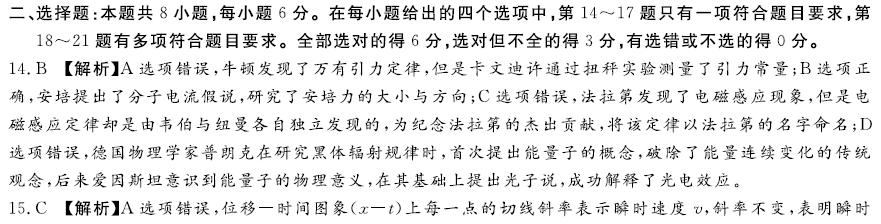 二、选择题:本题共 8 小题,每小题 6 分。在每小题给出的四个选项中,第 14～17 题只有一项符合题目要求,第
18～21 题有多项符合题目要求。全部选对的得 6 分,选对但不全的得 3 分,有选错或不选的得 0 分。
14. B 【解析】A 选项错误,牛顿发现了万有引力定律,但是卡文迪许通过扭秤实验测量了引力常量;B 选项正
确,安培提出了分子电流假说,研究了安培力的大小与方向;C 选项错误,法拉第发现了电磁感应现象,但是电
磁感应定律却是由韦伯与纽曼各自独立发现的,为纪念法拉第的杰出贡献,将该定律以法拉第的名字命名;D
选项错误,德国物理学家普朗克在研究黑体辐射规律时,首次提出能量子的概念,破除了能量连续变化的传统
观念,后来爱因斯坦意识到能量子的物理意义,在其基础上提出光子说,成功解释了光电效应。
15. C 【解析】A 选项错误,位移一时间图象(x—t)上每一点的切线斜率表示瞬时速度 v,斜率不变,表明瞬时